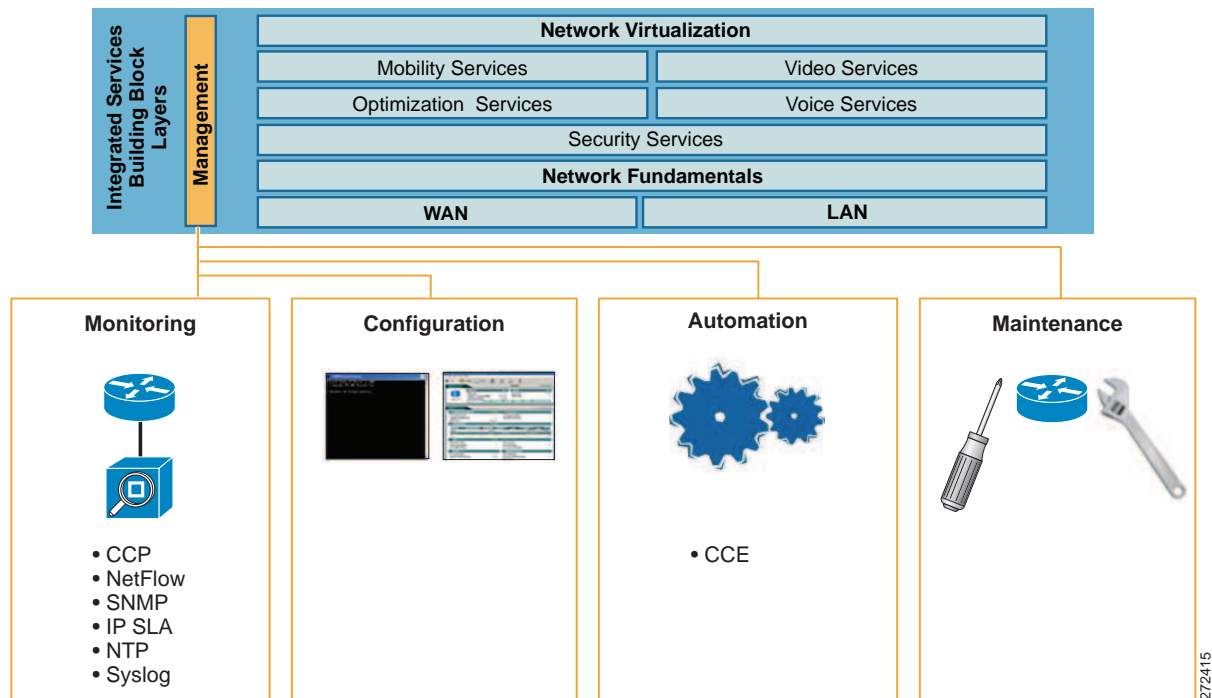 Integrated Services
Building Block
Layers
Management
Network Virtualization
Mobility Services
Video Services
Optimization Services
Voice Services
Security Services
Network Fundamentals
WAN
LAN
Monitoring
• CCP
• NetFlow
• SNMP
• IP SLA
• NTP
• Syslog
Configuration
Automation
• CCE
Maintenance
272415